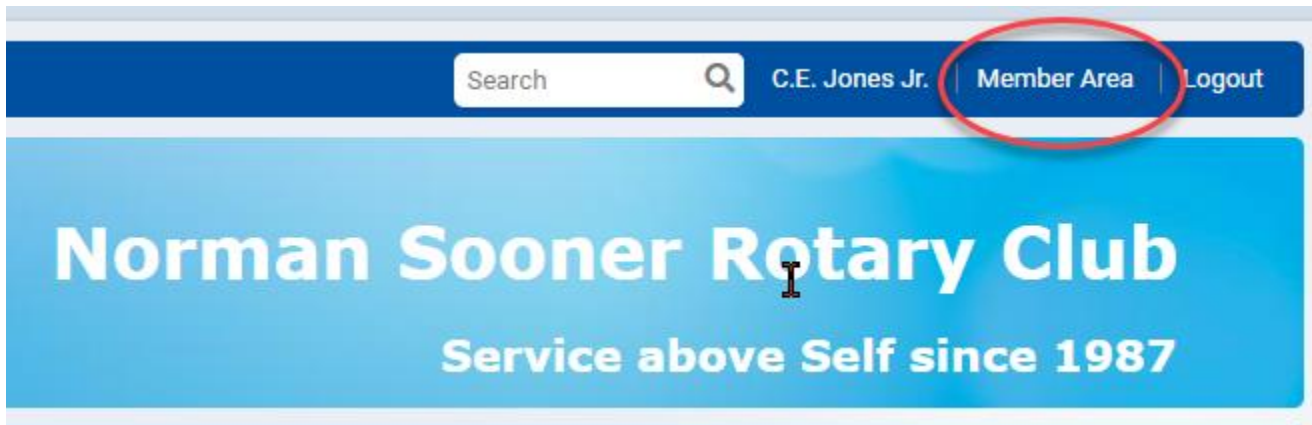 Search C.E. Jones Jr. | Member Area | Logout
Norman Sooner Rotary Club
Service above Self since 1987